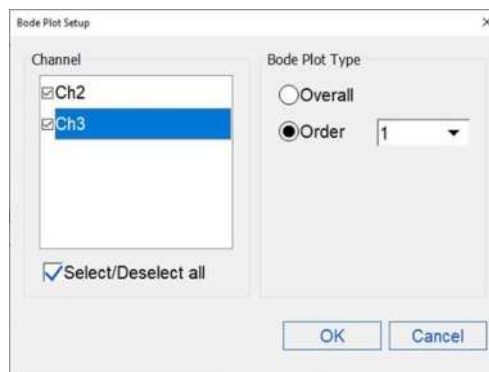 Bode Plot Setup
Channel
Ch2
Ch3
Select/Deselect all
Bode Plot Type
Overall
Order 1
OK Cancel